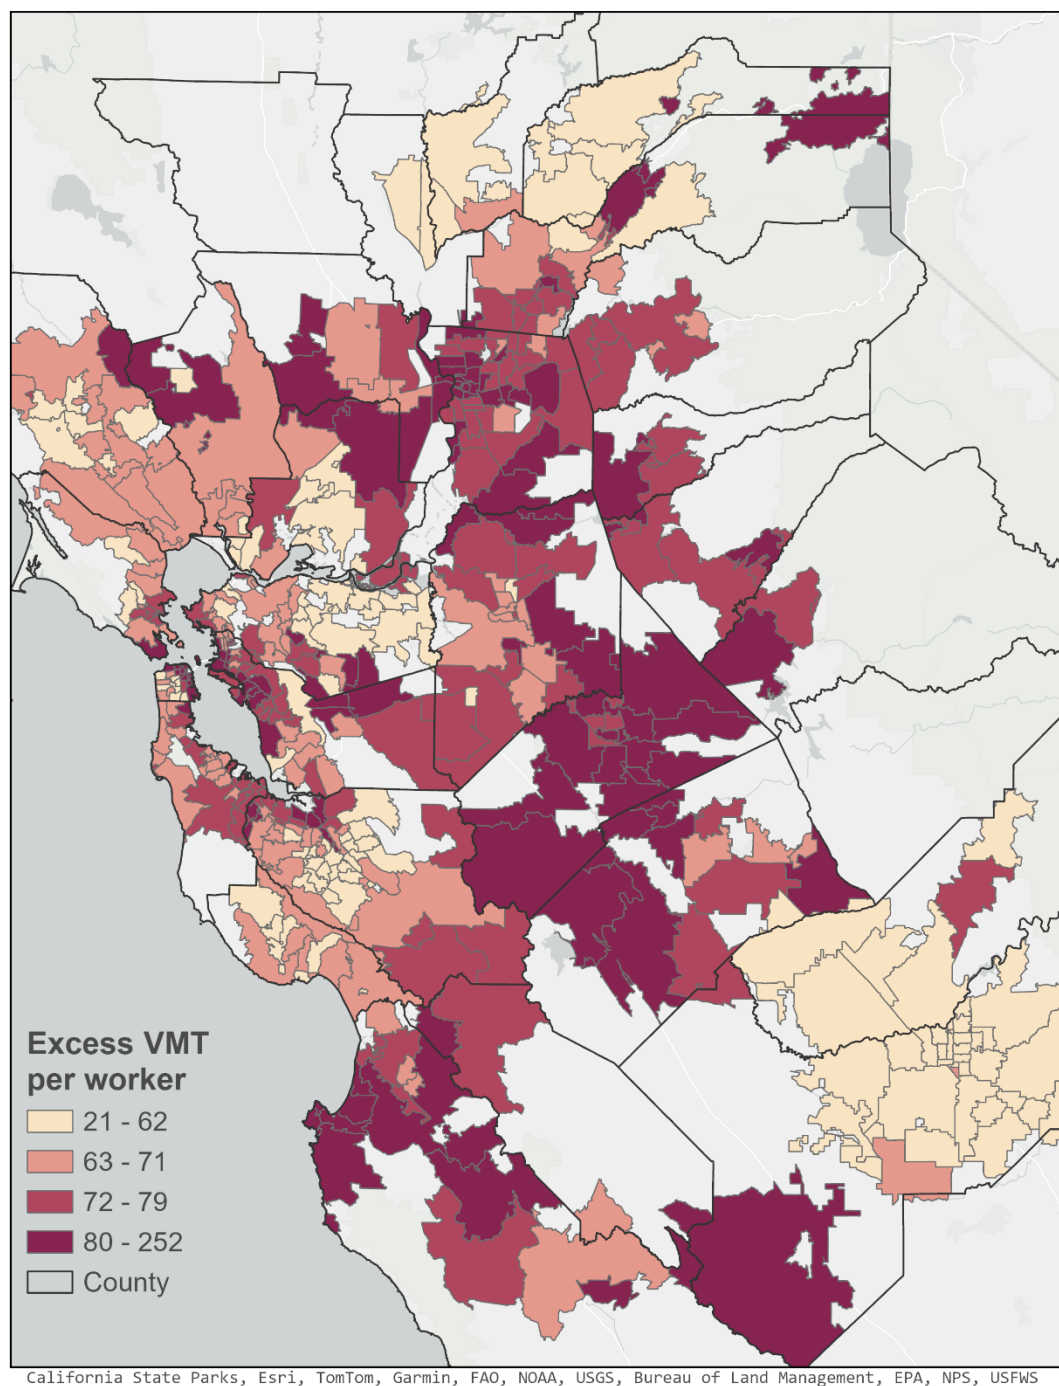 Excess VMT
per worker
21 - 62
63 - 71
72 - 79
80 - 252
County
California State Parks, Esri, TomTom, Garmin, FAO, NOAA, USGS, Bureau of Land Management, EPA, NPS, USFWS